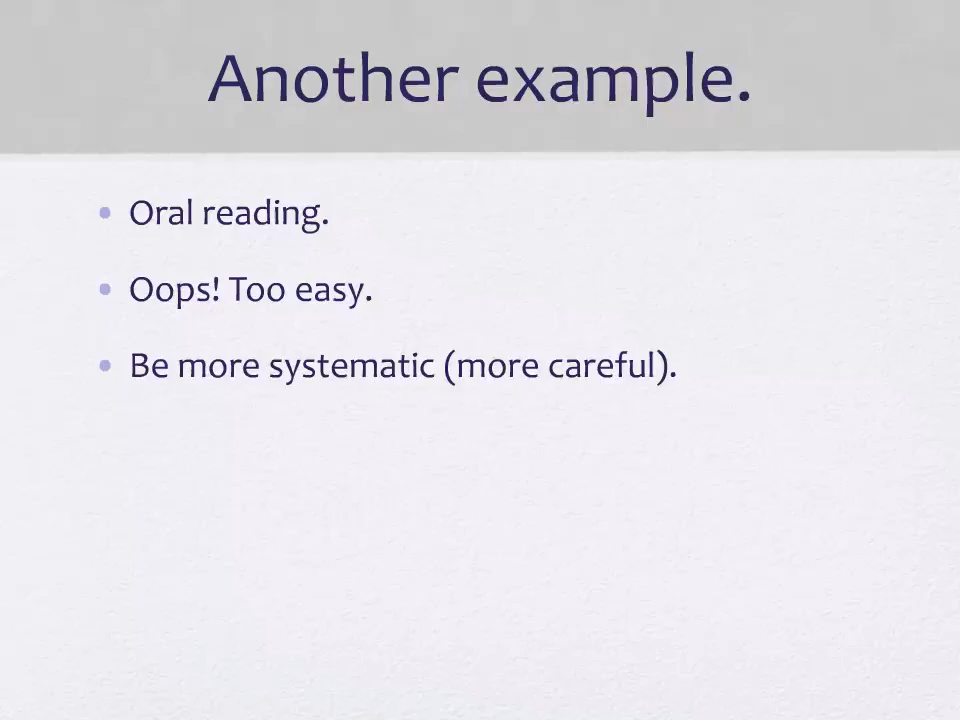 Another example.
• Oral reading.
• Oops! Too easy.
• Be more systematic (more careful).